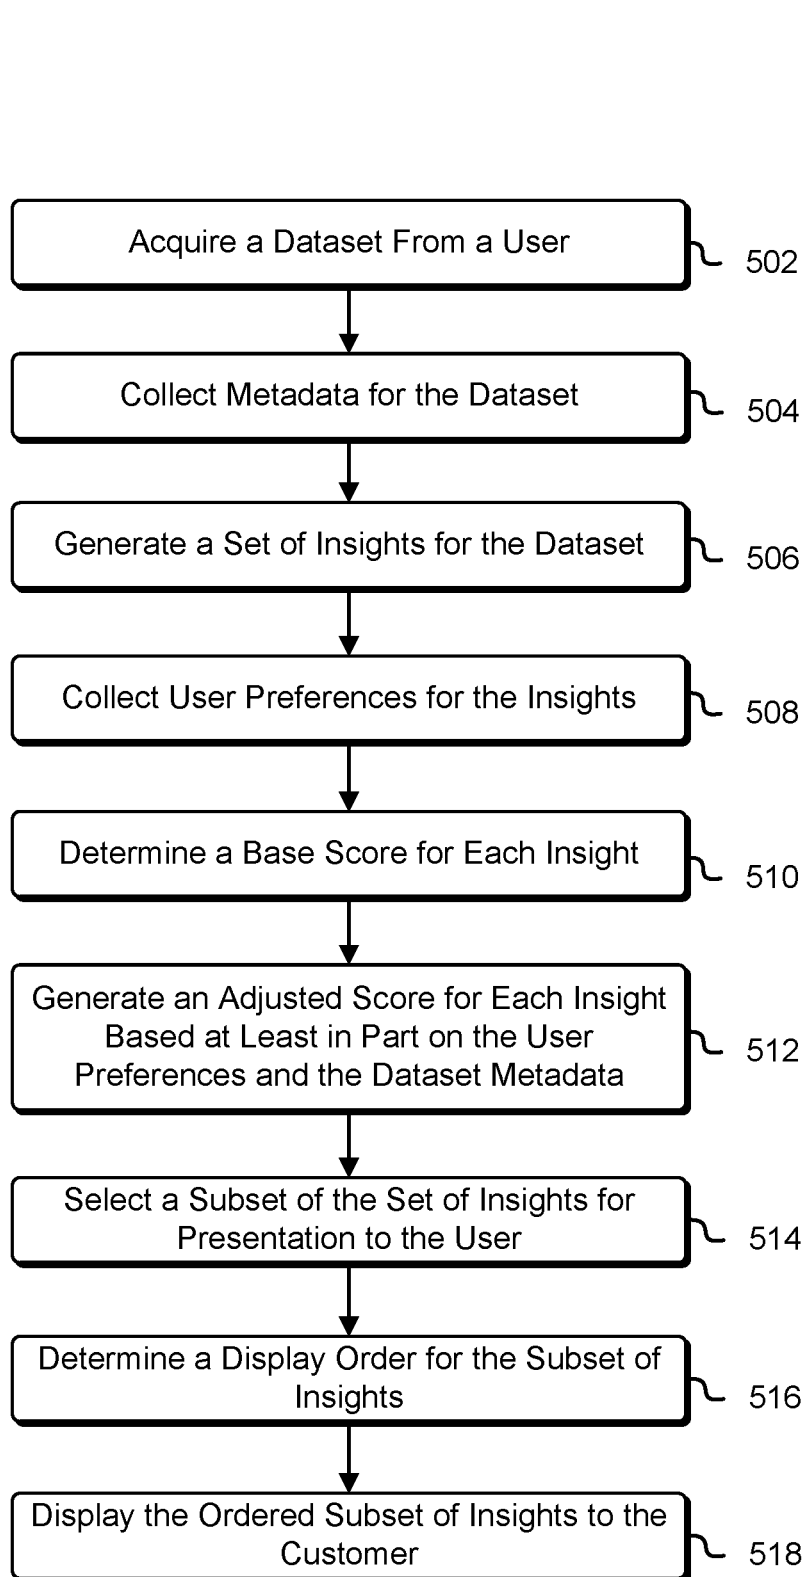 Acquire a Dataset From a User
502
Collect Metadata for the Dataset
504
Generate a Set of Insights for the Dataset
506
Collect User Preferences for the Insights
508
Determine a Base Score for Each Insight
510
Generate an Adjusted Score for Each Insight
Based at Least in Part on the User
Preferences and the Dataset Metadata
512
Select a Subset of the Set of Insights for
Presentation to the User
514
Determine a Display Order for the Subset of
Insights
516
Display the Ordered Subset of Insights to the
Customer
518